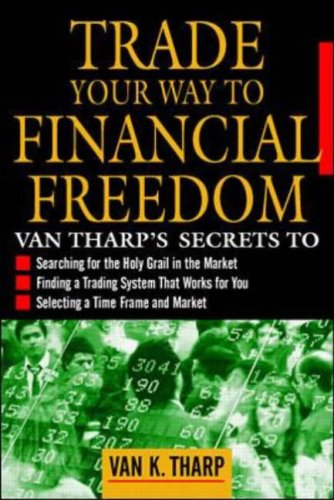 TRADE
YOUR WAY TO
FINANCIAL
FREEDOM
VAN THARP'S SECRETS TO
Searching for the Holy Grail in the Market
Finding a Trading System That Works for You
Selecting a Time Frame and Market
VAN K. THARP